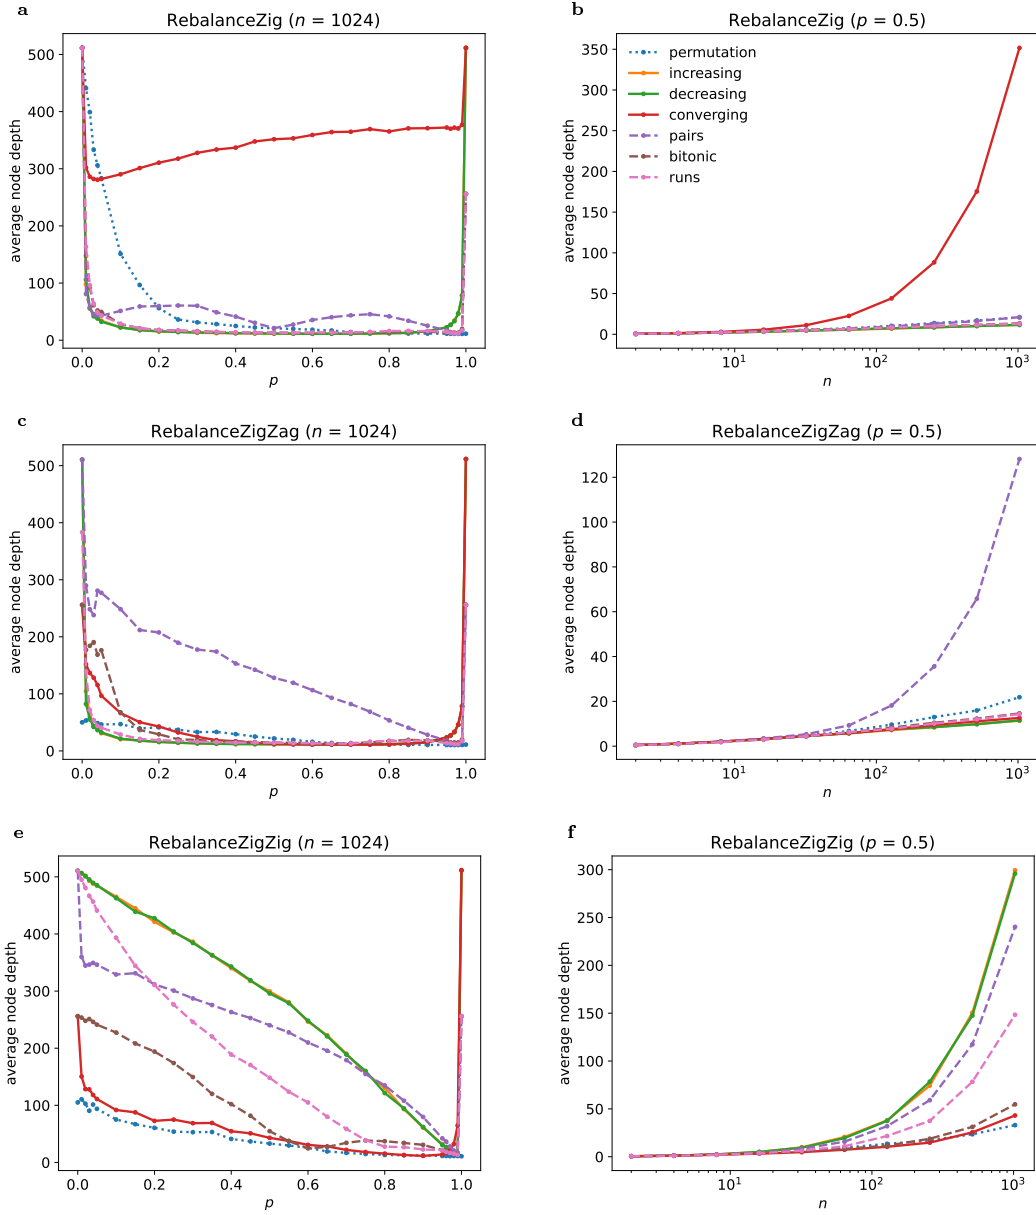 a
RebalanceZig (n = 1024)
500
400
300
200
100
0
average node depth
0.0 0.2 0.4 0.6 0.8 1.0
p
b
RebalanceZig (p = 0.5)
350
300
250
200
150
100
50
0
average node depth
permutation
increasing
decreasing
converging
pairs
bitonic
runs
10¹ 10² 10³
n
c
RebalanceZigZag (n = 1024)
500
400
300
200
100
0
average node depth
0.0 0.2 0.4 0.6 0.8 1.0
p
d
RebalanceZigZag (p = 0.5)
120
100
80
60
40
20
0
average node depth
10¹ 10² 10³
n
e
RebalanceZigZig (n = 1024)
500
400
300
200
100
0
average node depth
0.0 0.2 0.4 0.6 0.8 1.0
p
f
RebalanceZigZig (p = 0.5)
300
250
200
150
100
50
0
average node depth
10¹ 10² 10³
n